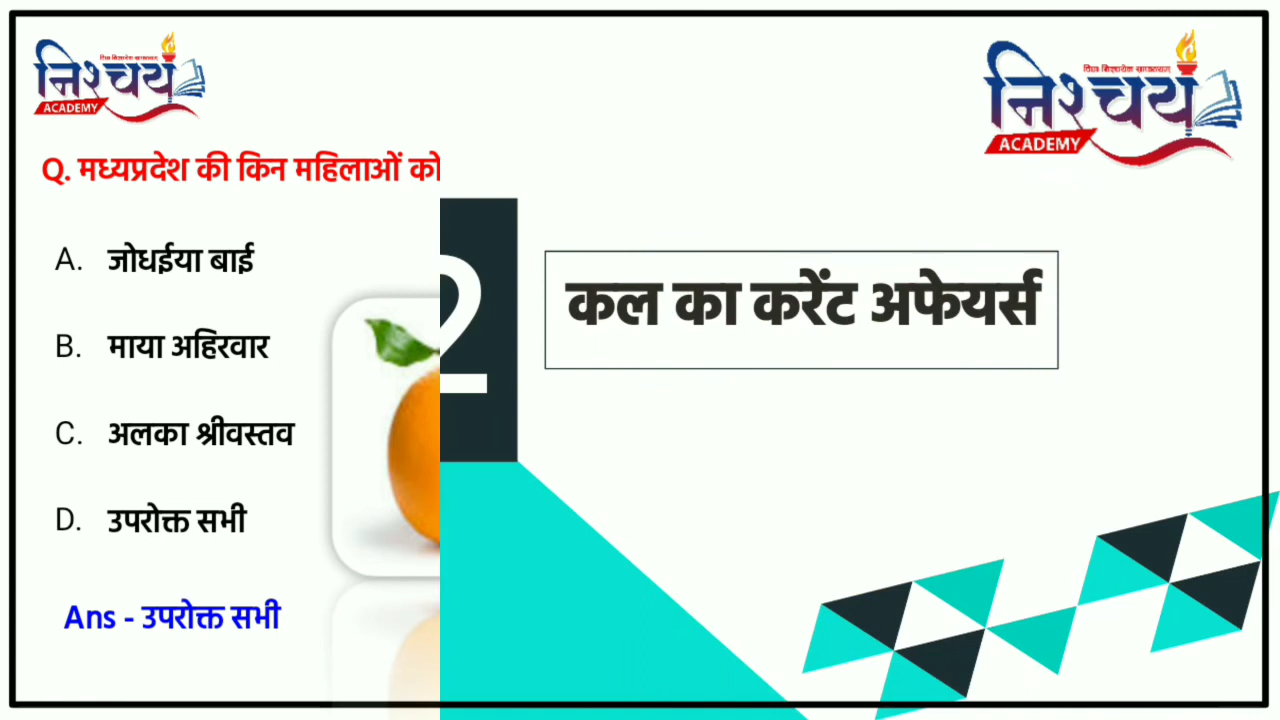 निश्चय
ACADEMY
निश्चय
ACADEMY
Q. मध्यप्रदेश की किन महिलाओं को
A. जोधईया बाई
B. माया अहिरवार
C. अलका श्रीवस्तव
D. उपरोक्त सभी
Ans - उपरोक्त सभी
2
कल का करेंट अफेयर्स